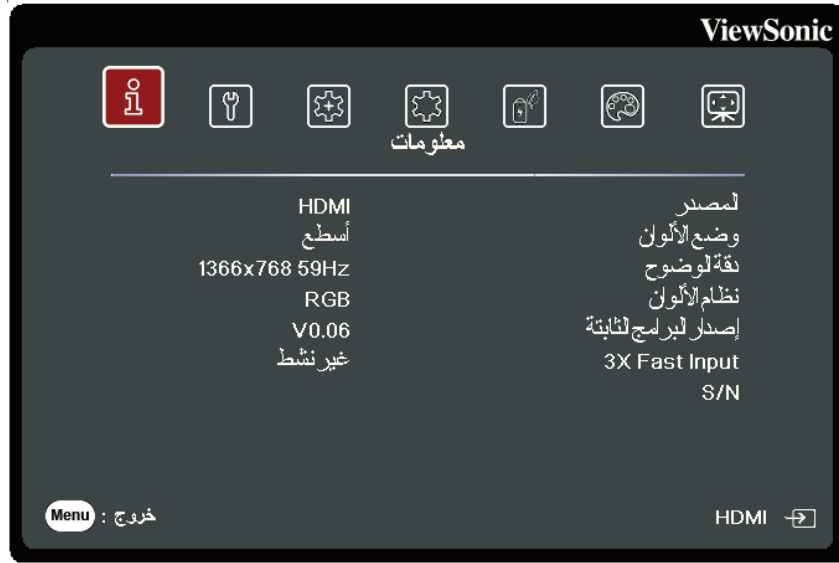 ViewSonic
معلومات
المصدر HDMI
وضع الألوان أسطع
دقة الوضوح 1366x768 59Hz
نظام الألوان RGB
إصدار البرامج الثابتة V0.06
3X Fast Input غير نشط
S/N
HDMI
خروج : Menu